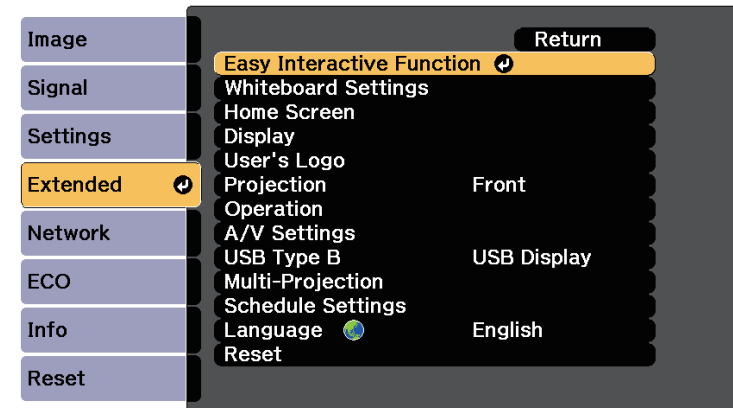 Image
Signal
Settings
Extended
Network
ECO
Info
Reset
Return
Easy Interactive Function
Whiteboard Settings
Home Screen
Display
User's Logo
Projection Front
Operation
A/V Settings
USB Type B USB Display
Multi-Projection
Schedule Settings
Language English
Reset